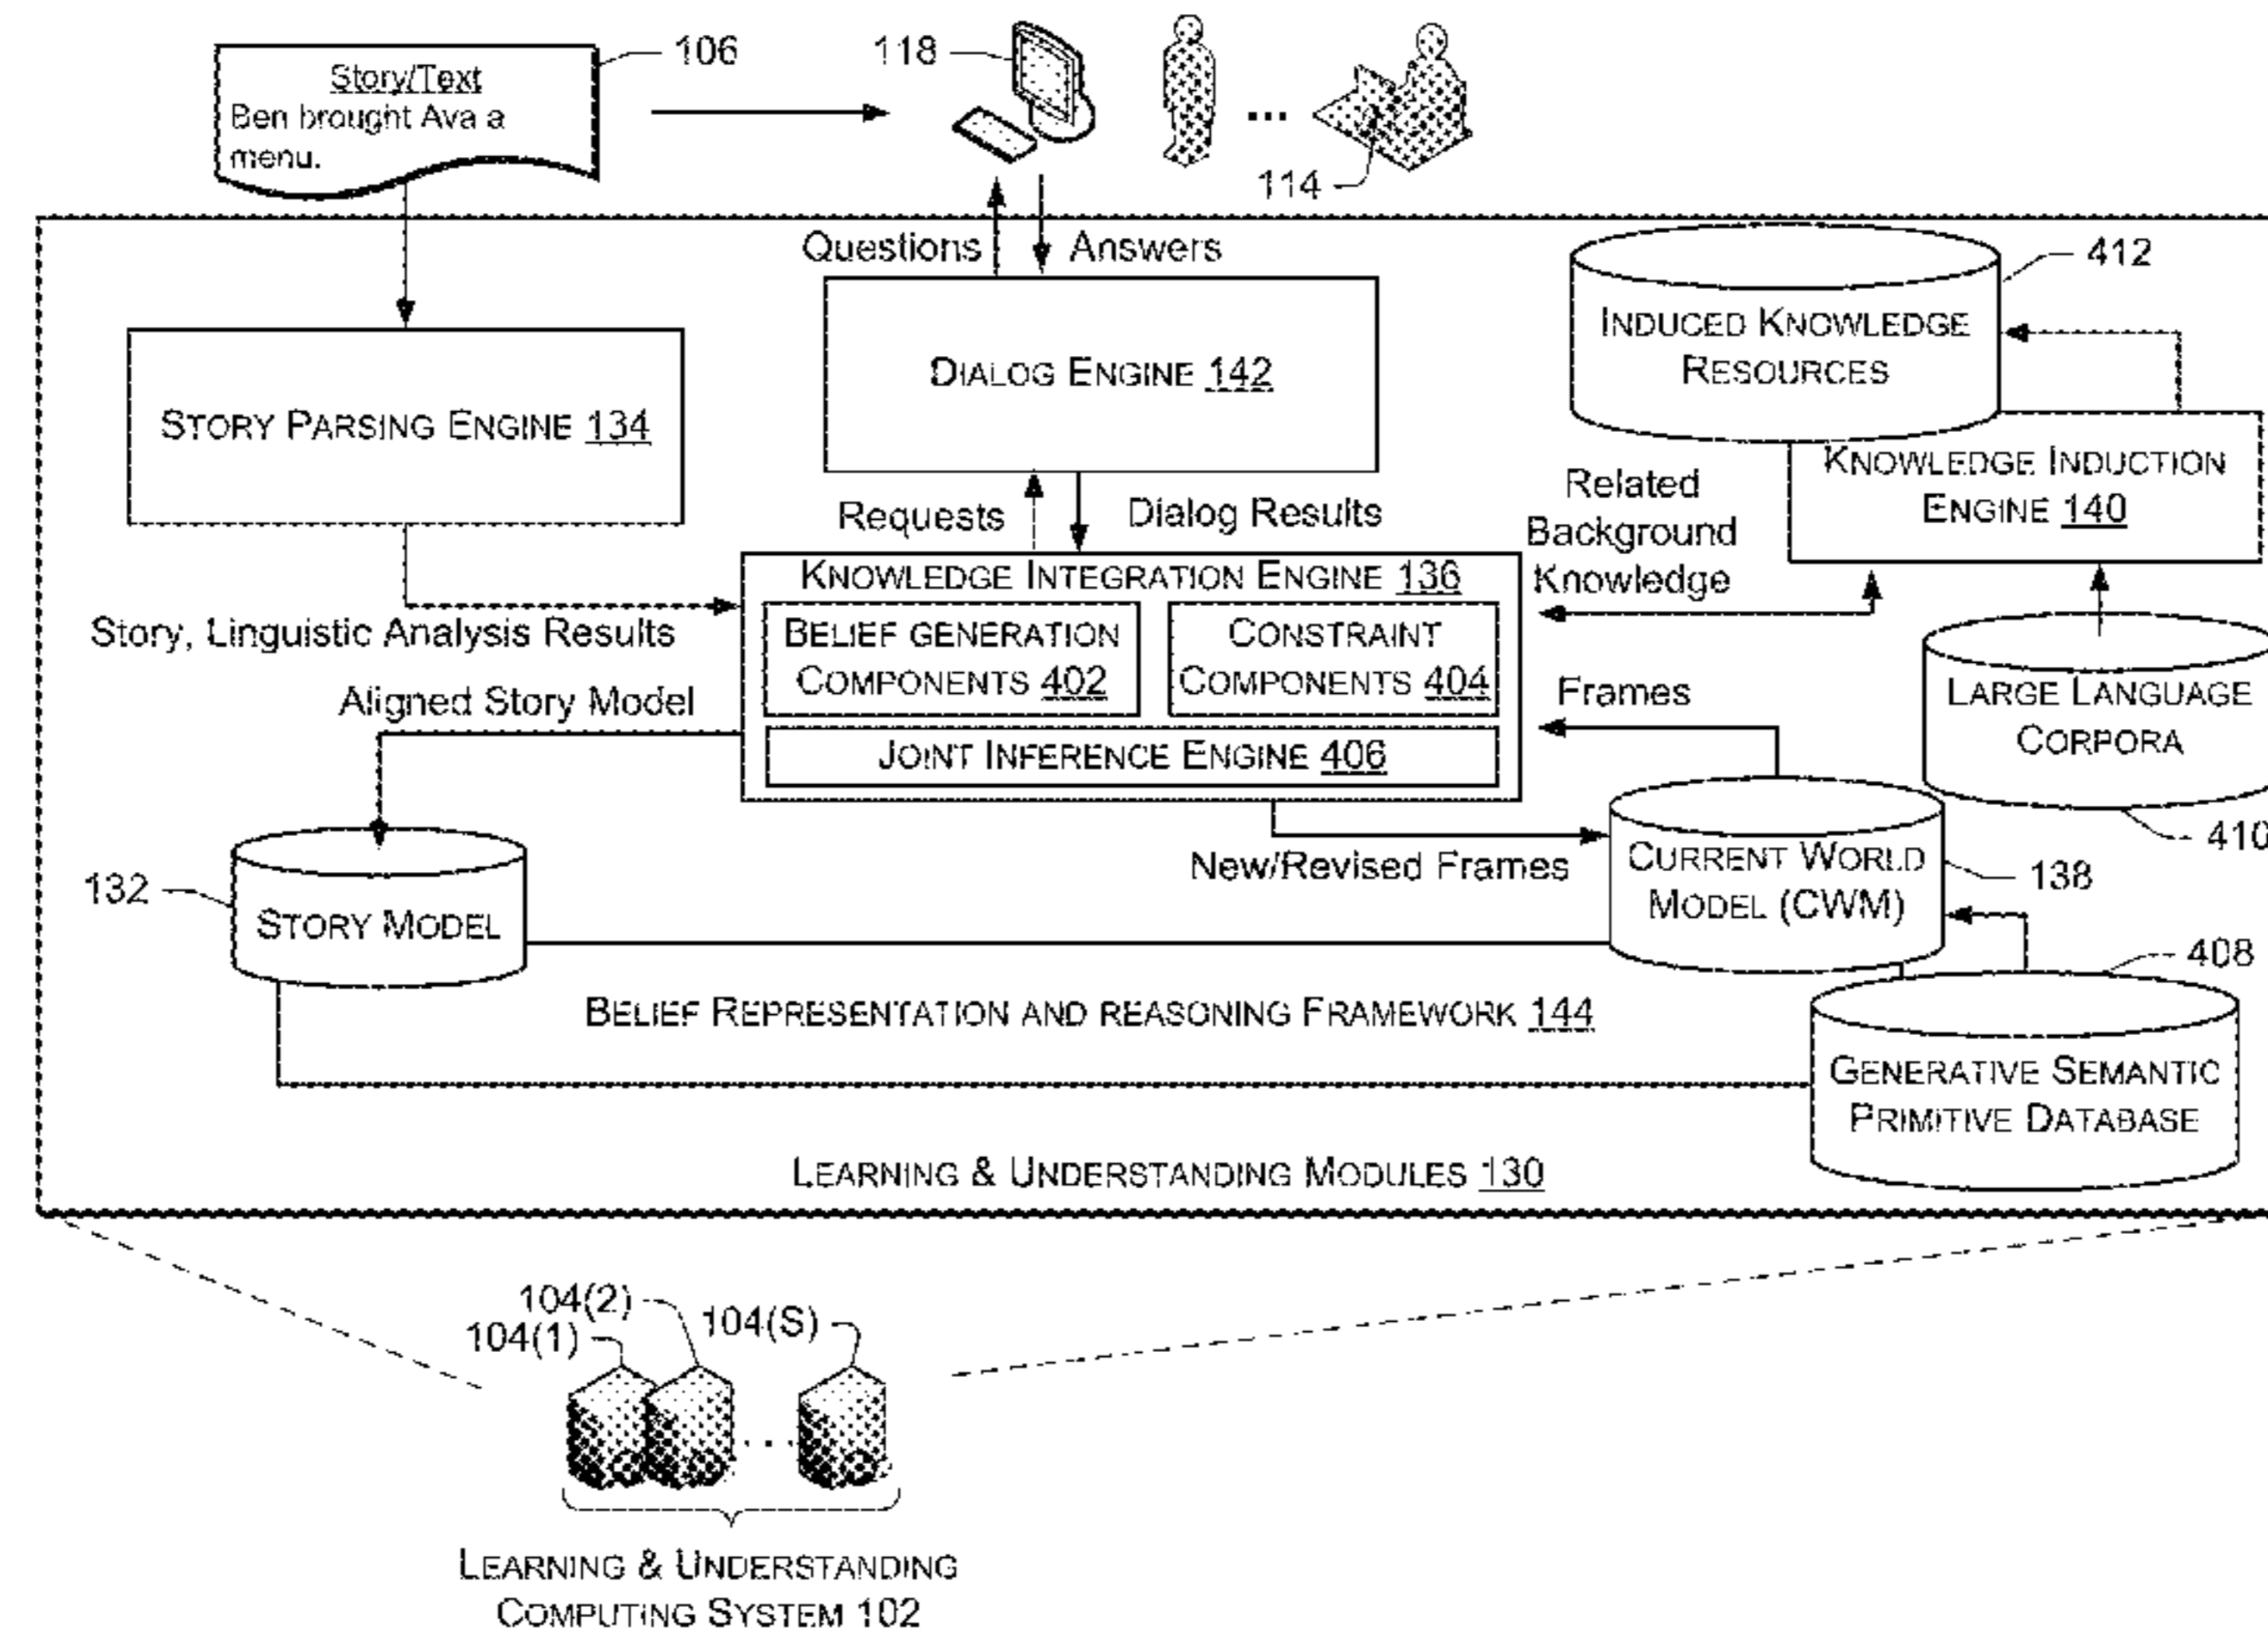 Story/Text
Ben brought Ava a
menu.
106
118
114
Questions
Answers
412
INDUCED KNOWLEDGE
RESOURCES
DIALOG ENGINE 142
STORY PARSING ENGINE 134
KNOWLEDGE INDUCTION
ENGINE 140
Related
Background
Knowledge
Requests
Dialog Results
KNOWLEDGE INTEGRATION ENGINE 136
BELIEF GENERATION
COMPONENTS 402
CONSTRAINT
COMPONENTS 404
JOINT INFERENCE ENGINE 406
Story, Linguistic Analysis Results
Aligned Story Model
Frames
LARGE LANGUAGE
CORPORA
410
New/Revised Frames
CURRENT WORLD
MODEL (CWM)
138
132
STORY MODEL
408
BELIEF REPRESENTATION AND REASONING FRAMEWORK 144
GENERATIVE SEMANTIC
PRIMITIVE DATABASE
LEARNING & UNDERSTANDING MODULES 130
104(2)
104(1)
104(S)
LEARNING & UNDERSTANDING
COMPUTING SYSTEM 102